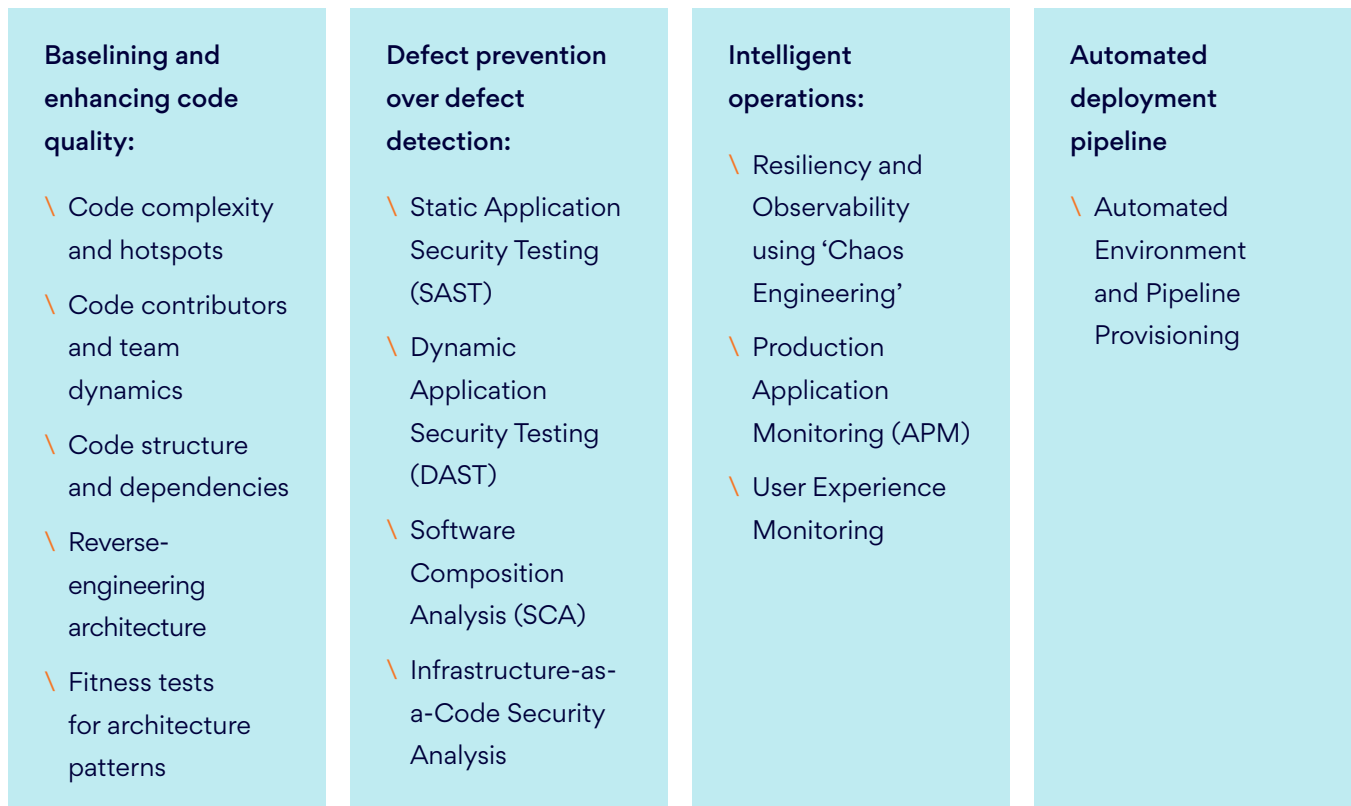 Baselining and
enhancing code
quality:
\ Code complexity
and hotspots
\ Code contributors
and team
dynamics
\ Code structure
and dependencies
\ Reverse-
engineering
architecture
\ Fitness tests
for architecture
patterns
Defect prevention
over defect
detection:
\ Static Application
Security Testing
(SAST)
\ Dynamic
Application
Security Testing
(DAST)
\ Software
Composition
Analysis (SCA)
\ Infrastructure-as-
a-Code Security
Analysis
Intelligent
operations:
\ Resiliency and
Observability
using ‘Chaos
Engineering’
\ Production
Application
Monitoring (APM)
\ User Experience
Monitoring
Automated
deployment
pipeline
\ Automated
Environment
and Pipeline
Provisioning